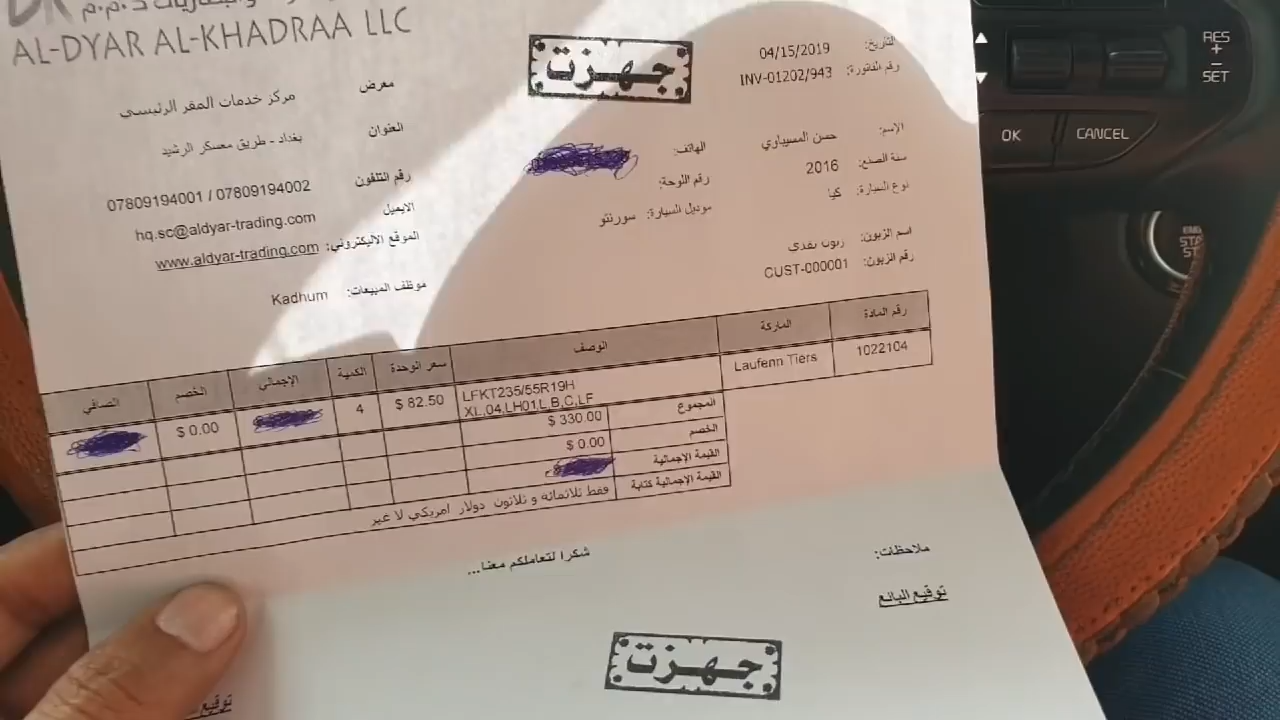 د.م.م
AL-DYAR AL-KHADRAA LLC
جهزت
التاريخ: 04/15/2019
رقم الفاتورة: INV-01202/943
معرض مركز خدمات المقر الرئيسي
العنوان بغداد - طريق معسكر الرشيد
رقم التلفون 07809194001 / 07809194002
الايميل hq.sc@aldyar-trading.com
الموقع الاليكتروني: www.aldyar-trading.com
موظف المبيعات: Kadhum
الاسم: حسن المسيباوي
الهاتف:
سنة الصنع: 2016
رقم اللوحة:
نوع السيارة: كيا
موديل السيارة: سورنتو
اسم الزبون: زبون نقدي
رقم الزبون: CUST-000001
رقم المادة الماركة الوصف سعر الوحدة الكمية الإجمالي الخصم الصافي
1022104 Laufenn Tiers LFKT235/55R19H $ 82.50 4 $ 0.00
XL,04,LH01,L,B,C,LF
المجموع $ 330.00
الخصم $ 0.00
القيمة الإجمالية
القيمة الإجمالية كتابة فقط ثلاثمائة و ثلاثون دولار امريكي لا غير
شكرا لتعاملكم معنا...
ملاحظات:
توقيع البائع
جهزت
توقيع
RES
+
−
SET
OK
CANCEL